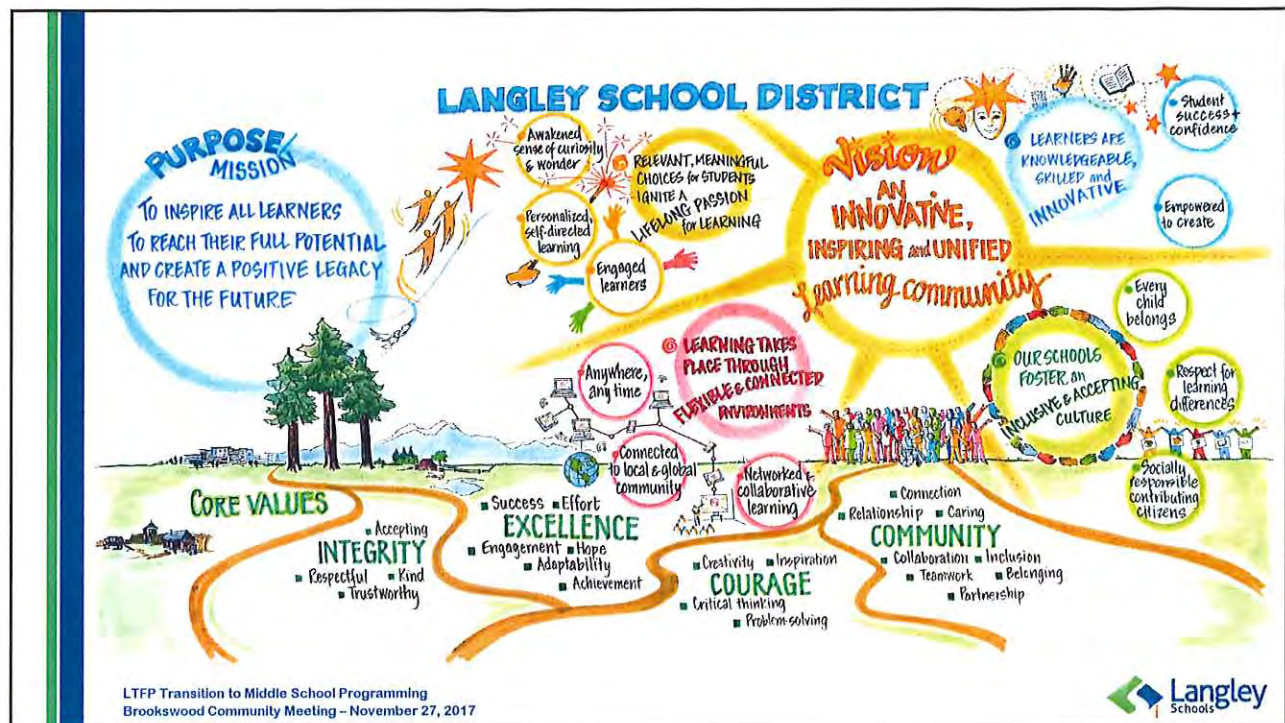 LANGLEY SCHOOL DISTRICT
PURPOSE/
MISSION
TO INSPIRE ALL LEARNERS
TO REACH THEIR FULL POTENTIAL
AND CREATE A POSITIVE LEGACY
FOR THE FUTURE
Awakened
sense of curiosity
& wonder
Personalized,
self-directed
learning
Engaged
learners
RELEVANT, MEANINGFUL
CHOICES for STUDENTS
IGNITE A
LIFELONG PASSION
for LEARNING
Vision
AN
INNOVATIVE,
INSPIRING and UNIFIED
Learning community
LEARNERS ARE
KNOWLEDGEABLE,
SKILLED and
INNOVATIVE
Student
success +
confidence
Empowered
to create
Anywhere,
any time
LEARNING TAKES
PLACE THROUGH
FLEXIBLE & CONNECTED
ENVIRONMENTS
Connected
to local & global
community
Networked &
collaborative
learning
OUR SCHOOLS
FOSTER an
INCLUSIVE & ACCEPTING
CULTURE
Every
child
belongs
Respect for
learning
differences
Socially
responsible
contributing
citizens
CORE VALUES
Accepting
INTEGRITY
Respectful Kind
Trustworthy
Success Effort
EXCELLENCE
Engagement Hope
Adaptability
Achievement
Creativity Inspiration
COURAGE
Critical thinking
Problem-solving
Connection
Relationship Caring
COMMUNITY
Collaboration Inclusion
Teamwork Belonging
Partnership
LTFP Transition to Middle School Programming
Brookswood Community Meeting – November 27, 2017
Langley
Schools